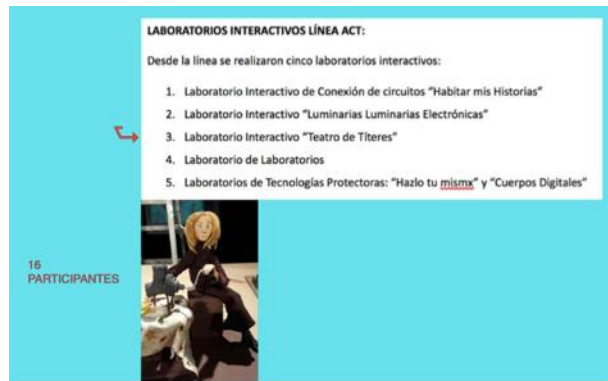 LABORATORIOS INTERACTIVOS LÍNEA ACT:
Desde la línea se realizaron cinco laboratorios interactivos:
1. Laboratorio Interactivo de Conexión de circuitos "Habitar mis Historias"
2. Laboratorio Interactivo "Luminarias Luminarias Electrónicas"
3. Laboratorio Interactivo "Teatro de Títeres"
4. Laboratorio de Laboratorios
5. Laboratorios de Tecnologías Protectoras: "Hazlo tu mismx" y "Cuerpos Digitales"
16
PARTICIPANTES